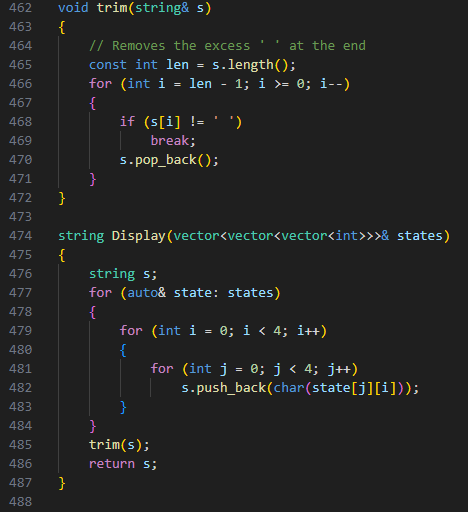 462 void trim(string& s)
463 {
464     // Removes the excess ' ' at the end
465     const int len = s.length();
466     for (int i = len - 1; i >= 0; i--)
467     {
468         if (s[i] != ' ')
469             break;
470         s.pop_back();
471     }
472 }
473
474 string Display(vector<vector<vector<int>>>& states)
475 {
476     string s;
477     for (auto& state: states)
478     {
479         for (int i = 0; i < 4; i++)
480         {
481             for (int j = 0; j < 4; j++)
482                 s.push_back(char(state[j][i]));
483         }
484     }
485     trim(s);
486     return s;
487 }
488